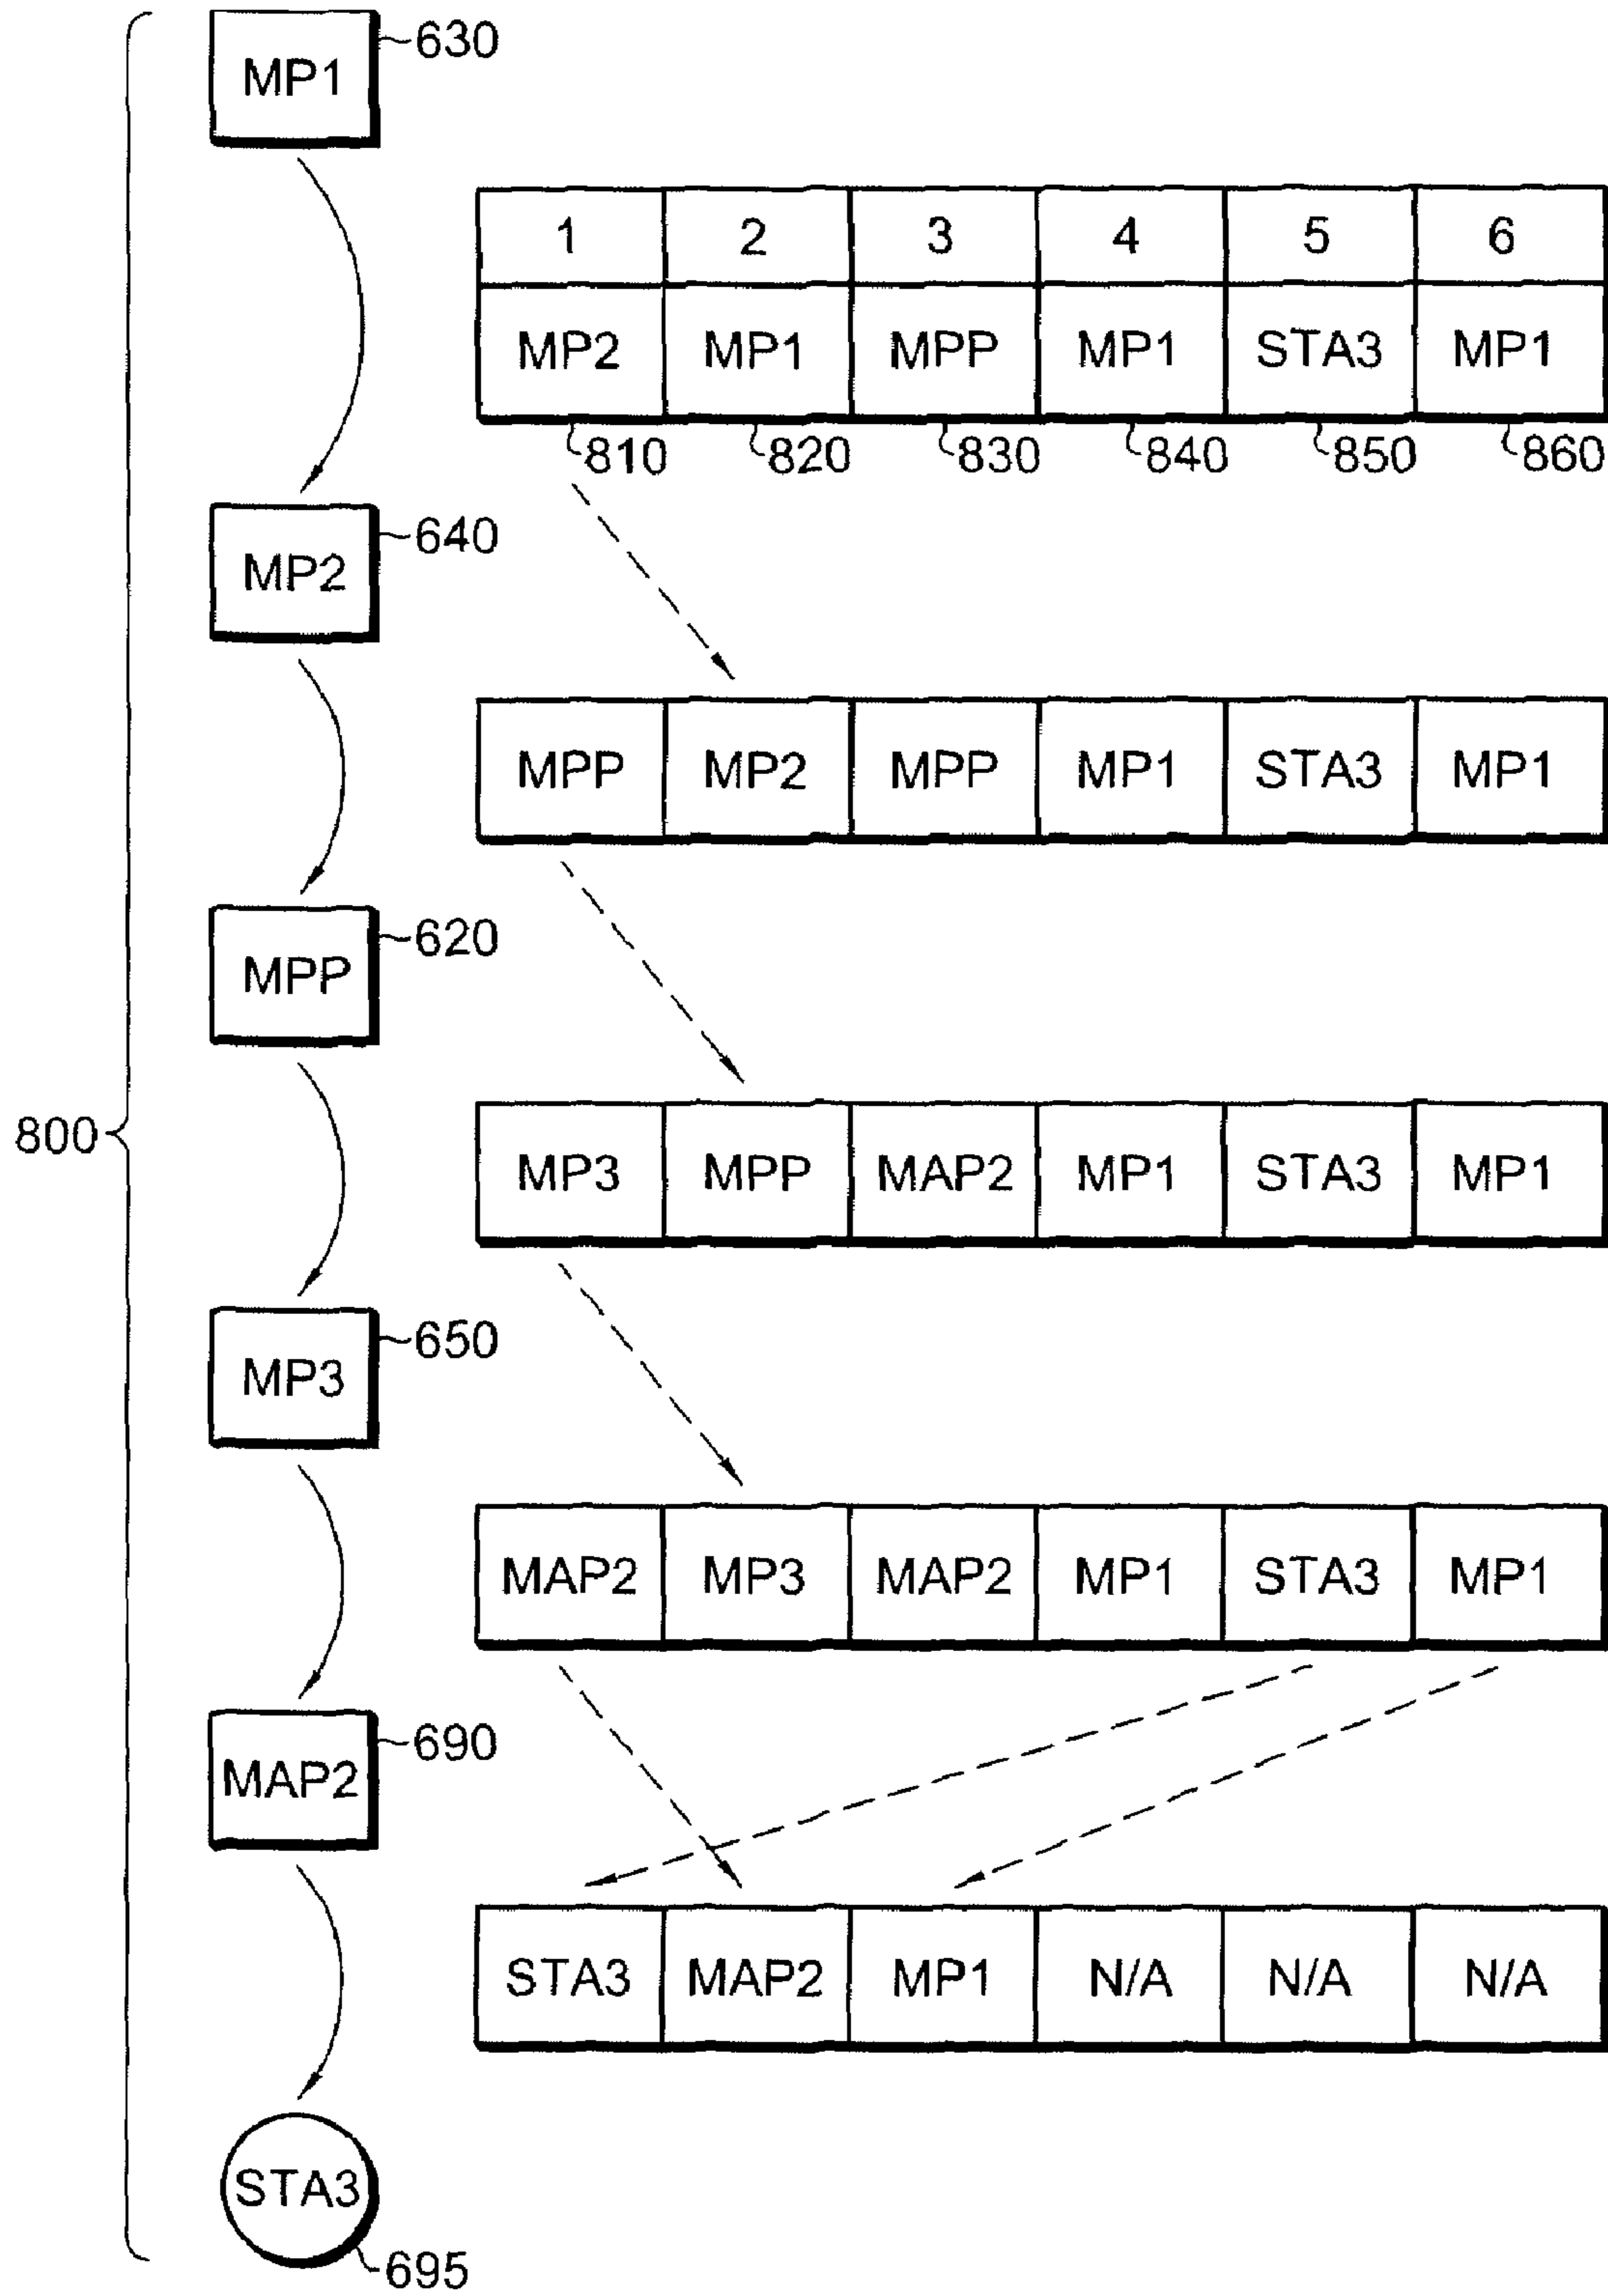 630
MP1
1 2 3 4 5 6
MP2 MP1 MPP MP1 STA3 MP1
810 820 830 840 850 860
640
MP2
MPP MP2 MPP MP1 STA3 MP1
620
MPP
800
MP3 MPP MAP2 MP1 STA3 MP1
650
MP3
MAP2 MP3 MAP2 MP1 STA3 MP1
690
MAP2
STA3 MAP2 MP1 N/A N/A N/A
STA3
695